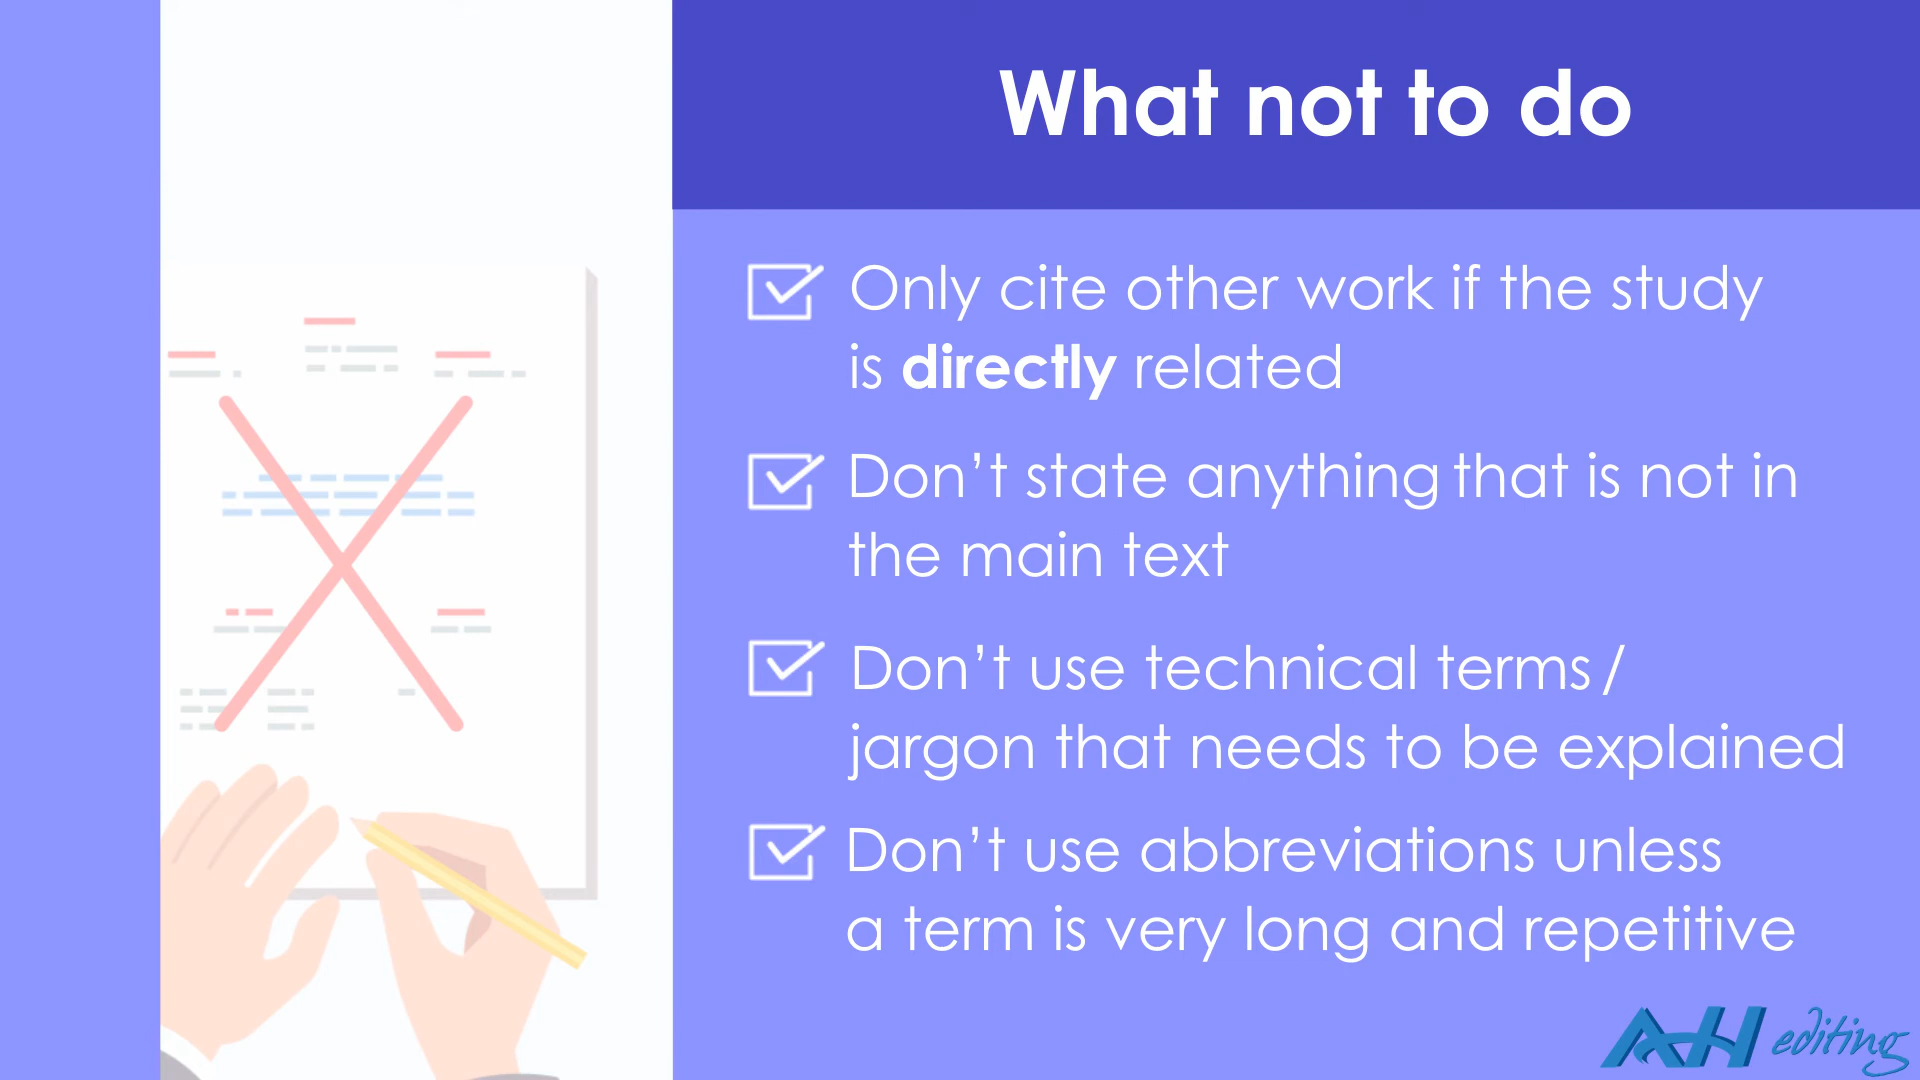 What not to do
Only cite other work if the study
is directly related
Don’t state anything that is not in
the main text
Don’t use technical terms /
jargon that needs to be explained
Don’t use abbreviations unless
a term is very long and repetitive
AH editing